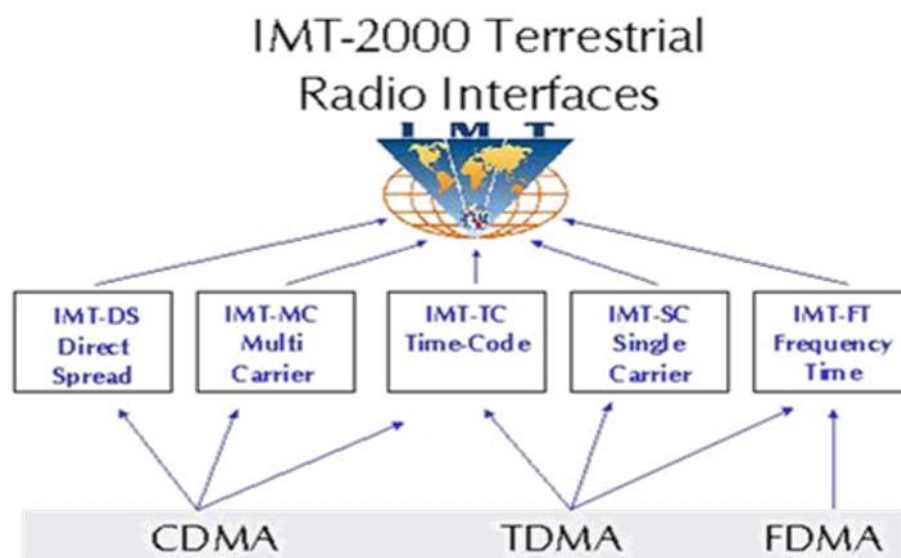 IMT-2000 Terrestrial
Radio Interfaces
I M T
IMT-DS
Direct
Spread
IMT-MC
Multi
Carrier
IMT-TC
Time-Code
IMT-SC
Single
Carrier
IMT-FT
Frequency
Time
CDMA
TDMA
FDMA